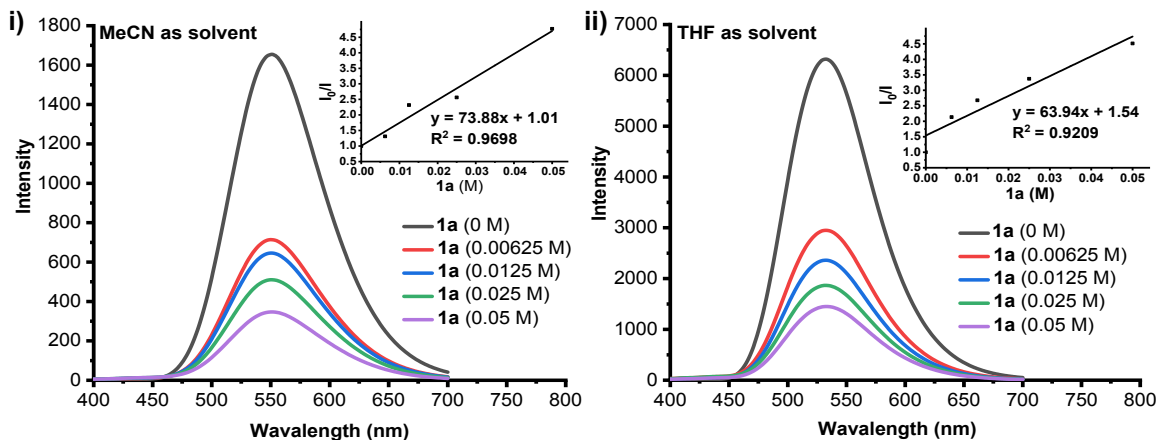 i)
MeCN as solvent
Intensity
1800
1600
1400
1200
1000
800
600
400
200
0
400 450 500 550 600 650 700 750 800
Wavelength (nm)
I₀/I
4.5
4.0
3.5
3.0
2.5
2.0
1.5
1.0
0.5
0.00 0.01 0.02 0.03 0.04 0.05
1a (M)
y = 73.88x + 1.01
R² = 0.9698
1a (0 M)
1a (0.00625 M)
1a (0.0125 M)
1a (0.025 M)
1a (0.05 M)
ii)
THF as solvent
Intensity
7000
6000
5000
4000
3000
2000
1000
0
400 450 500 550 600 650 700 750 800
Wavelength (nm)
I₀/I
4.5
4.0
3.5
3.0
2.5
2.0
1.5
1.0
0.5
0.00 0.01 0.02 0.03 0.04 0.05
1a (M)
y = 63.94x + 1.54
R² = 0.9209
1a (0 M)
1a (0.00625 M)
1a (0.0125 M)
1a (0.025 M)
1a (0.05 M)